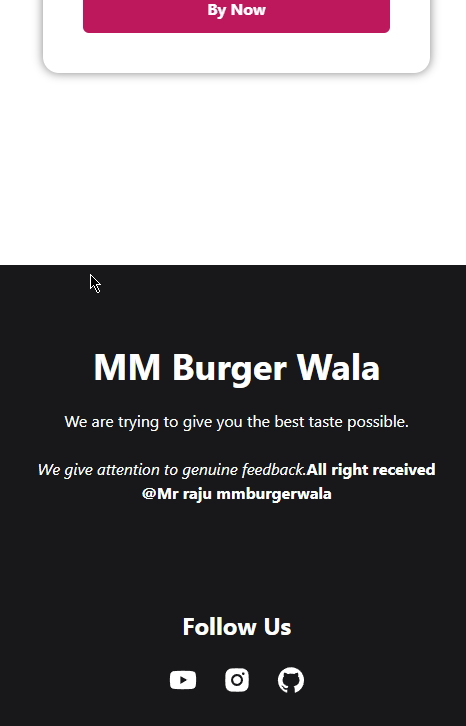 By Now
MM Burger Wala
We are trying to give you the best taste possible.
We give attention to genuine feedback.All right received
@Mr raju mmburgerwala
Follow Us